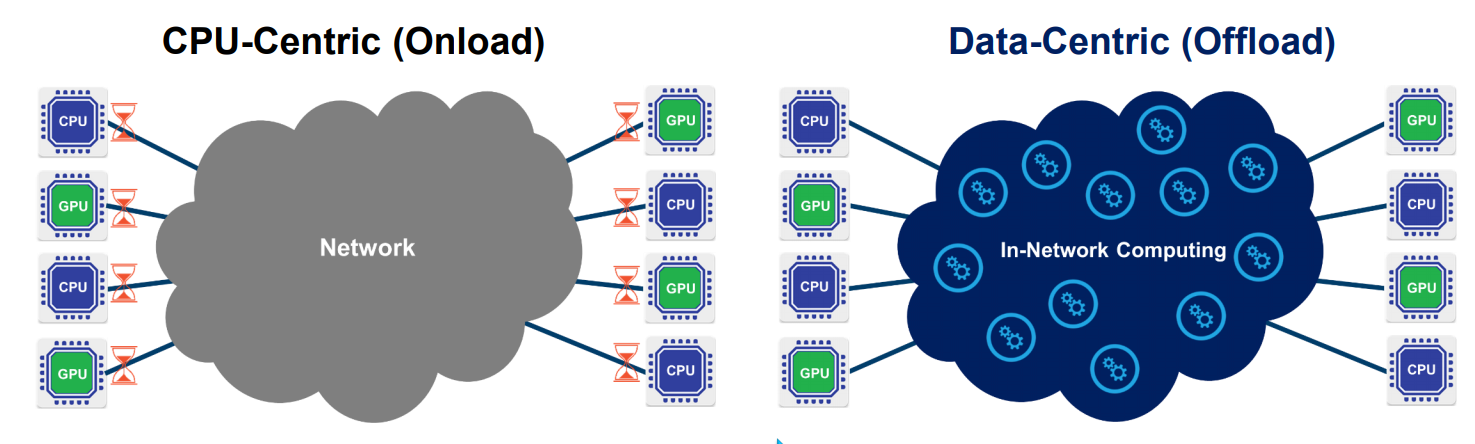 CPU-Centric (Onload)
CPU
GPU
CPU
GPU
Network
GPU
CPU
GPU
CPU
Data-Centric (Offload)
CPU
GPU
CPU
GPU
In-Network Computing
GPU
CPU
GPU
CPU